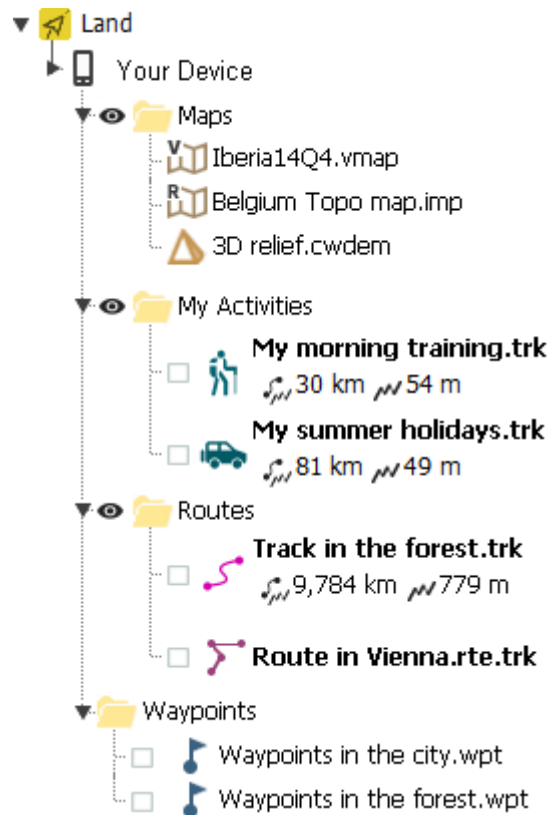 Land
Your Device
Maps
V Iberia14Q4.vmap
R Belgium Topo map.imp
3D relief.cwdem
My Activities
My morning training.trk
30 km 54 m
My summer holidays.trk
81 km 49 m
Routes
Track in the forest.trk
9,784 km 779 m
Route in Vienna.rte.trk
Waypoints
Waypoints in the city.wpt
Waypoints in the forest.wpt